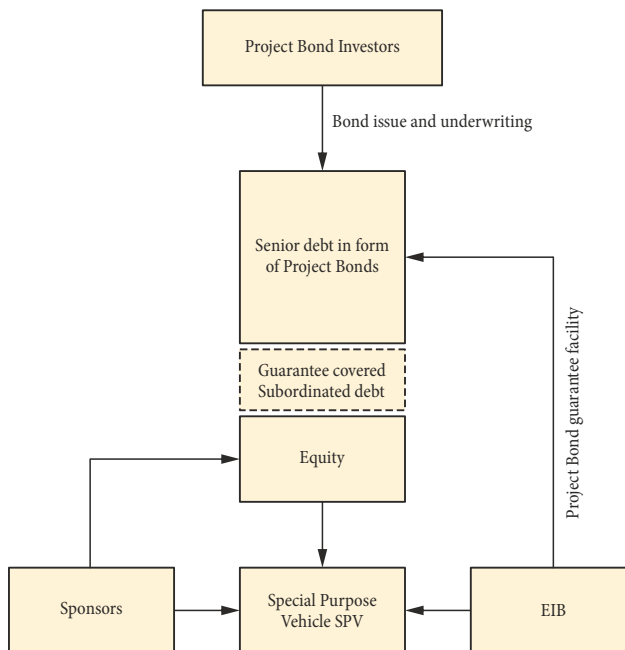 Project Bond Investors
Bond issue and underwriting
Senior debt in form
of Project Bonds
Guarantee covered
Subordinated debt
Project Bond guarantee facility
Equity
Sponsors
Special Purpose
Vehicle SPV
EIB